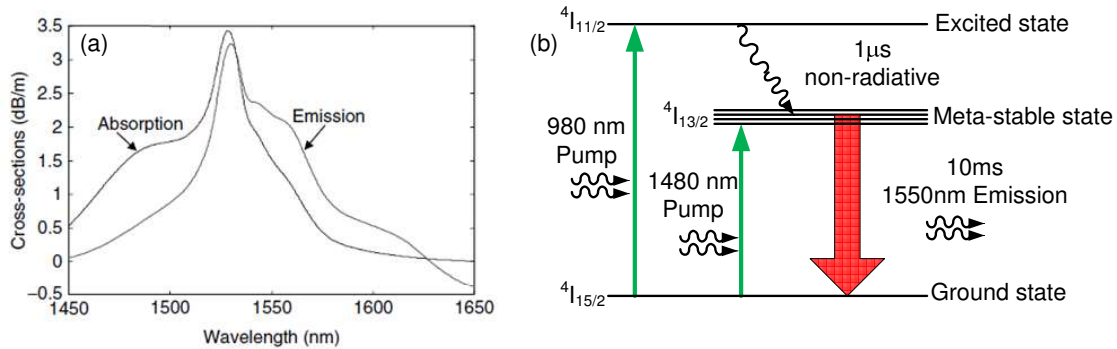 (a)
3.5
3
2.5
2
1.5
1
0.5
0
−0.5
Cross-sections (dB/m)
Absorption
Emission
1450
1500
1550
1600
1650
Wavelength (nm)
(b)
⁴I₁₁/₂
Excited state
1μs
non-radiative
⁴I₁₃/₂
Meta-stable state
980 nm
Pump
1480 nm
Pump
10ms
1550nm Emission
⁴I₁₅/₂
Ground state